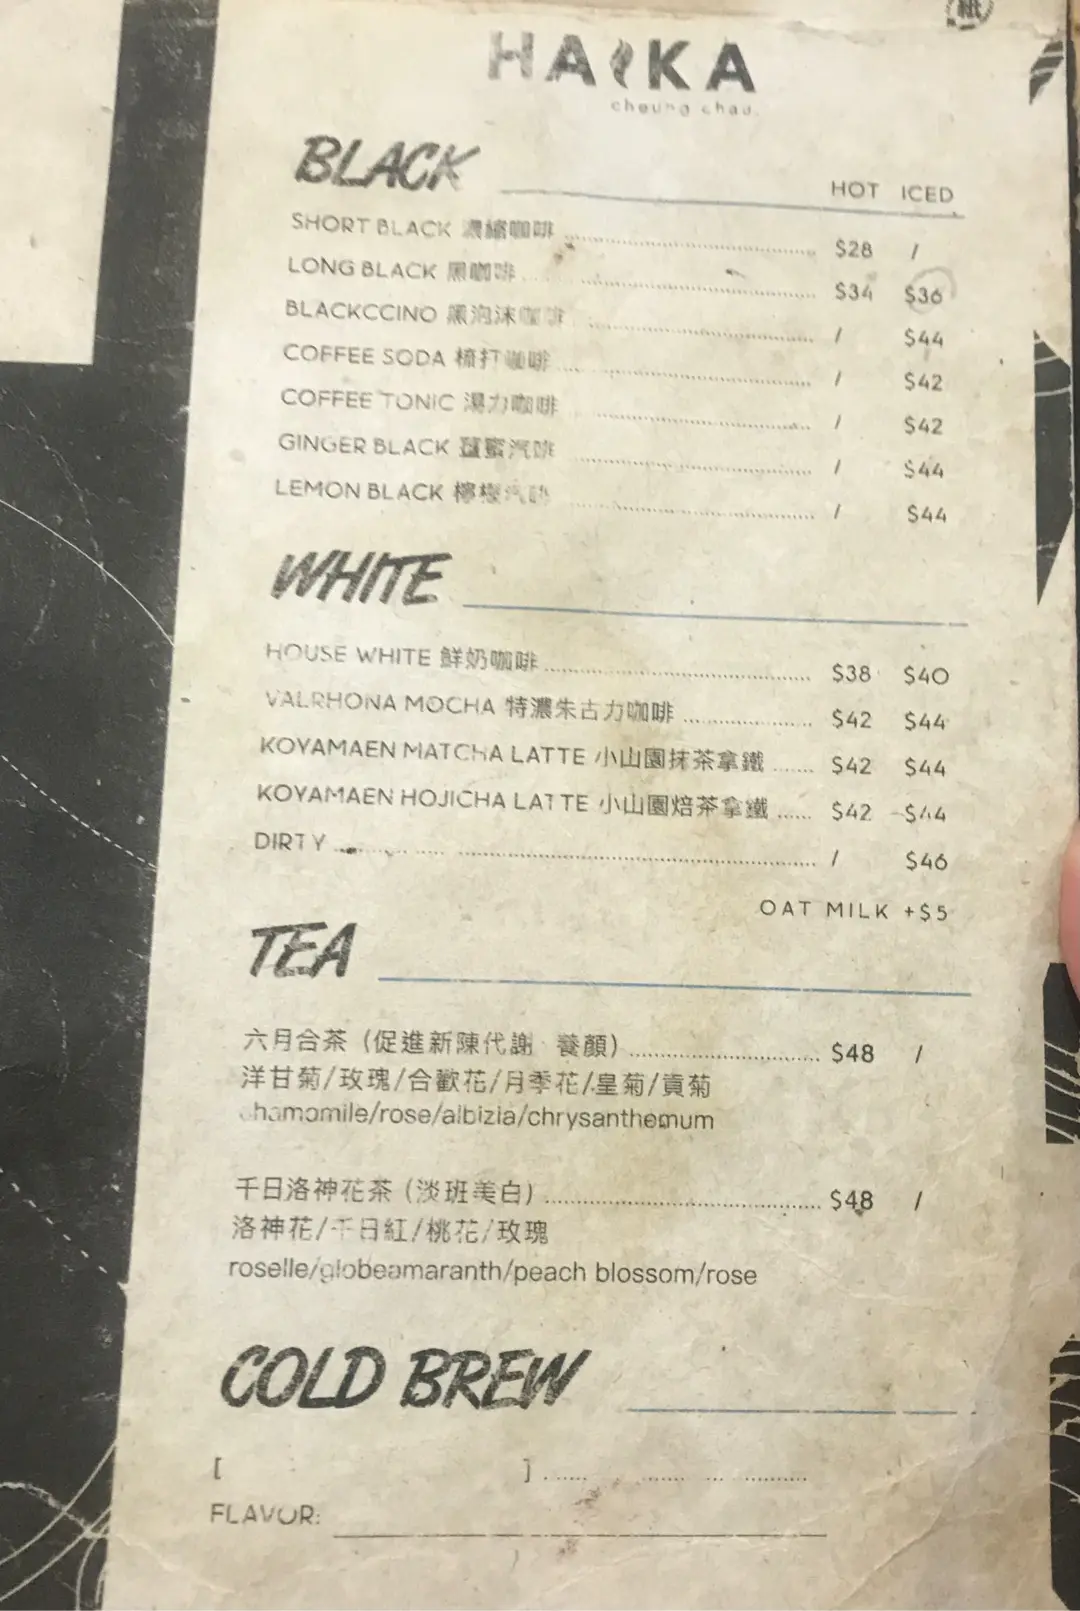 HAKA
cheung chau.
BLACK
HOT ICED
SHORT BLACK 濃縮咖啡 $28 /
LONG BLACK 黑咖啡 $34 $36
BLACKCCINO 黑泡沫咖啡 / $44
COFFEE SODA 梳打咖啡 / $42
COFFEE TONIC 湯力咖啡 / $42
GINGER BLACK 薑蜜汽啡 / $44
LEMON BLACK 檸檬汽啡 / $44
WHITE
HOUSE WHITE 鮮奶咖啡 $38 $40
VALRHONA MOCHA 特濃朱古力咖啡 $42 $44
KOYAMAEN MATCHA LATTE 小山園抹茶拿鐵 $42 $44
KOYAMAEN HOJICHA LATTE 小山園焙茶拿鐵 $42 $44
DIRTY / $46
OAT MILK +$5
TEA
六月合茶 (促進新陳代謝 養顏) $48 /
洋甘菊/玫瑰/合歡花/月季花/皇菊/貢菊
chamomile/rose/albizia/chrysanthemum
千日洛神花茶 (淡班美白) $48 /
洛神花/千日紅/桃花/玫瑰
roselle/globeamaranth/peach blossom/rose
COLD BREW
[ ]
FLAVOR: